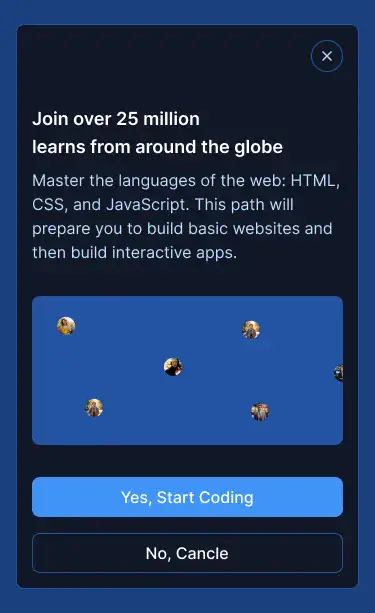 Join over 25 million
learns from around the globe
Master the languages of the web: HTML,
CSS, and JavaScript. This path will
prepare you to build basic websites and
then build interactive apps.
Yes, Start Coding
No, Cancle